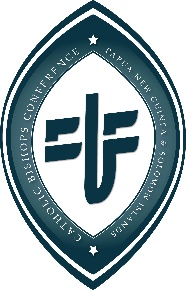 CATHOLIC BISHOPS CONFERENCE
PAPUA NEW GUINEA & SOLOMON ISLANDS